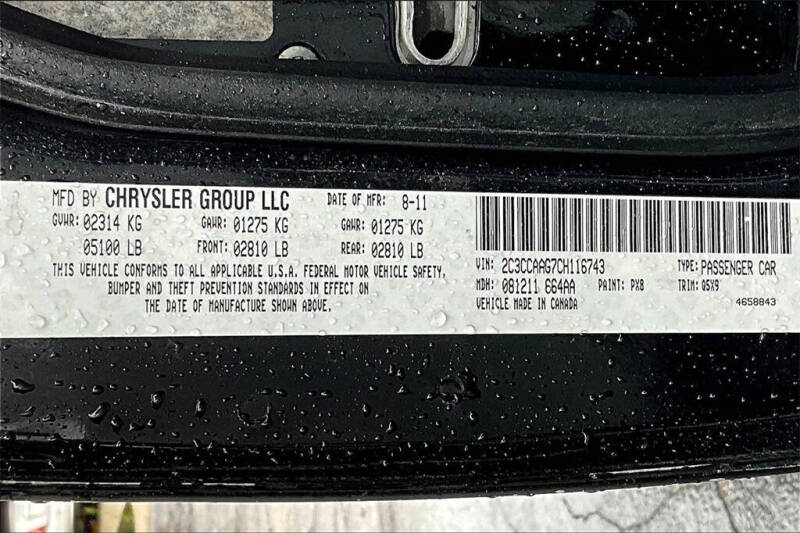 MFD BY CHRYSLER GROUP LLC DATE OF MFR: 8-11
GVWR: 02314 KG GAWR: 01275 KG GAWR: 01275 KG
05100 LB FRONT: 02810 LB REAR: 02810 LB
THIS VEHICLE CONFORMS TO ALL APPLICABLE U.S.A. FEDERAL MOTOR VEHICLE SAFETY,
BUMPER AND THEFT PREVENTION STANDARDS IN EFFECT ON
THE DATE OF MANUFACTURE SHOWN ABOVE.
VIN: 2C3CCAAG7CH116743 TYPE: PASSENGER CAR
MDH: 081211 664AA PAINT: PX8 TRIM: Q5X9
VEHICLE MADE IN CANADA 4658843